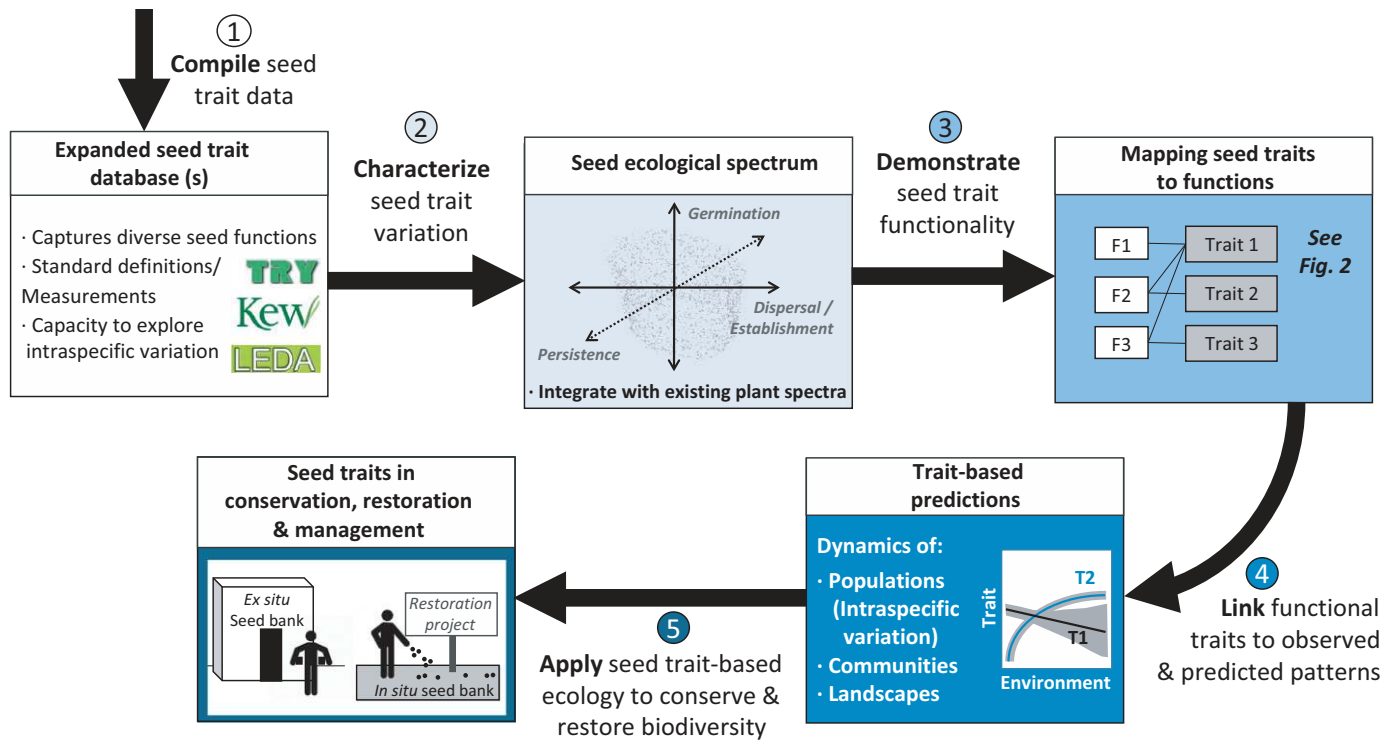 1
Compile seed
trait data
Expanded seed trait
database (s)
· Captures diverse seed functions
· Standard definitions/
Measurements
· Capacity to explore
intraspecific variation
TRY
Kew
LEDA
2
Characterize
seed trait
variation
Seed ecological spectrum
Germination
Dispersal /
Establishment
Persistence
· Integrate with existing plant spectra
3
Demonstrate
seed trait
functionality
Mapping seed traits
to functions
F1
Trait 1
F2
Trait 2
F3
Trait 3
See
Fig. 2
4
Link functional
traits to observed
& predicted patterns
Trait-based
predictions
Dynamics of:
· Populations
(Intraspecific
variation)
· Communities
· Landscapes
Trait
T2
T1
Environment
5
Apply seed trait-based
ecology to conserve &
restore biodiversity
Seed traits in
conservation, restoration
& management
Ex situ
Seed bank
Restoration
project
In situ seed bank